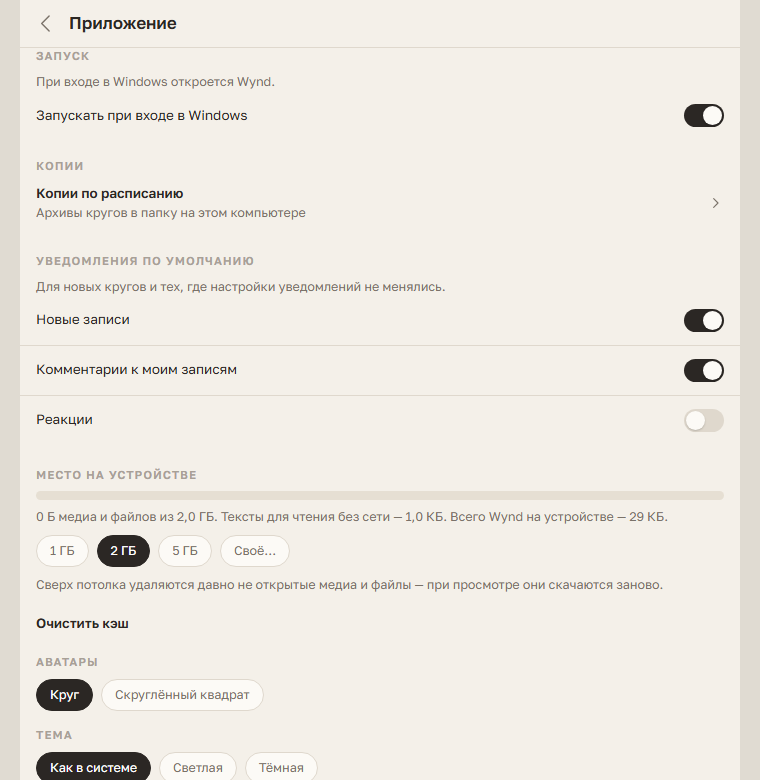 Приложение
ЗАПУСК
При входе в Windows откроется Wynd.
Запускать при входе в Windows
КОПИИ
Копии по расписанию
Архивы кругов в папку на этом компьютере
УВЕДОМЛЕНИЯ ПО УМОЛЧАНИЮ
Для новых кругов и тех, где настройки уведомлений не менялись.
Новые записи
Комментарии к моим записям
Реакции
МЕСТО НА УСТРОЙСТВЕ
0 Б медиа и файлов из 2,0 ГБ. Тексты для чтения без сети — 1,0 КБ. Всего Wynd на устройстве — 29 КБ.
1 ГБ 2 ГБ 5 ГБ Своё...
Сверх потолка удаляются давно не открытые медиа и файлы — при просмотре они скачаются заново.
Очистить кэш
АВАТАРЫ
Круг Скруглённый квадрат
ТЕМА
Как в системе Светлая Тёмная